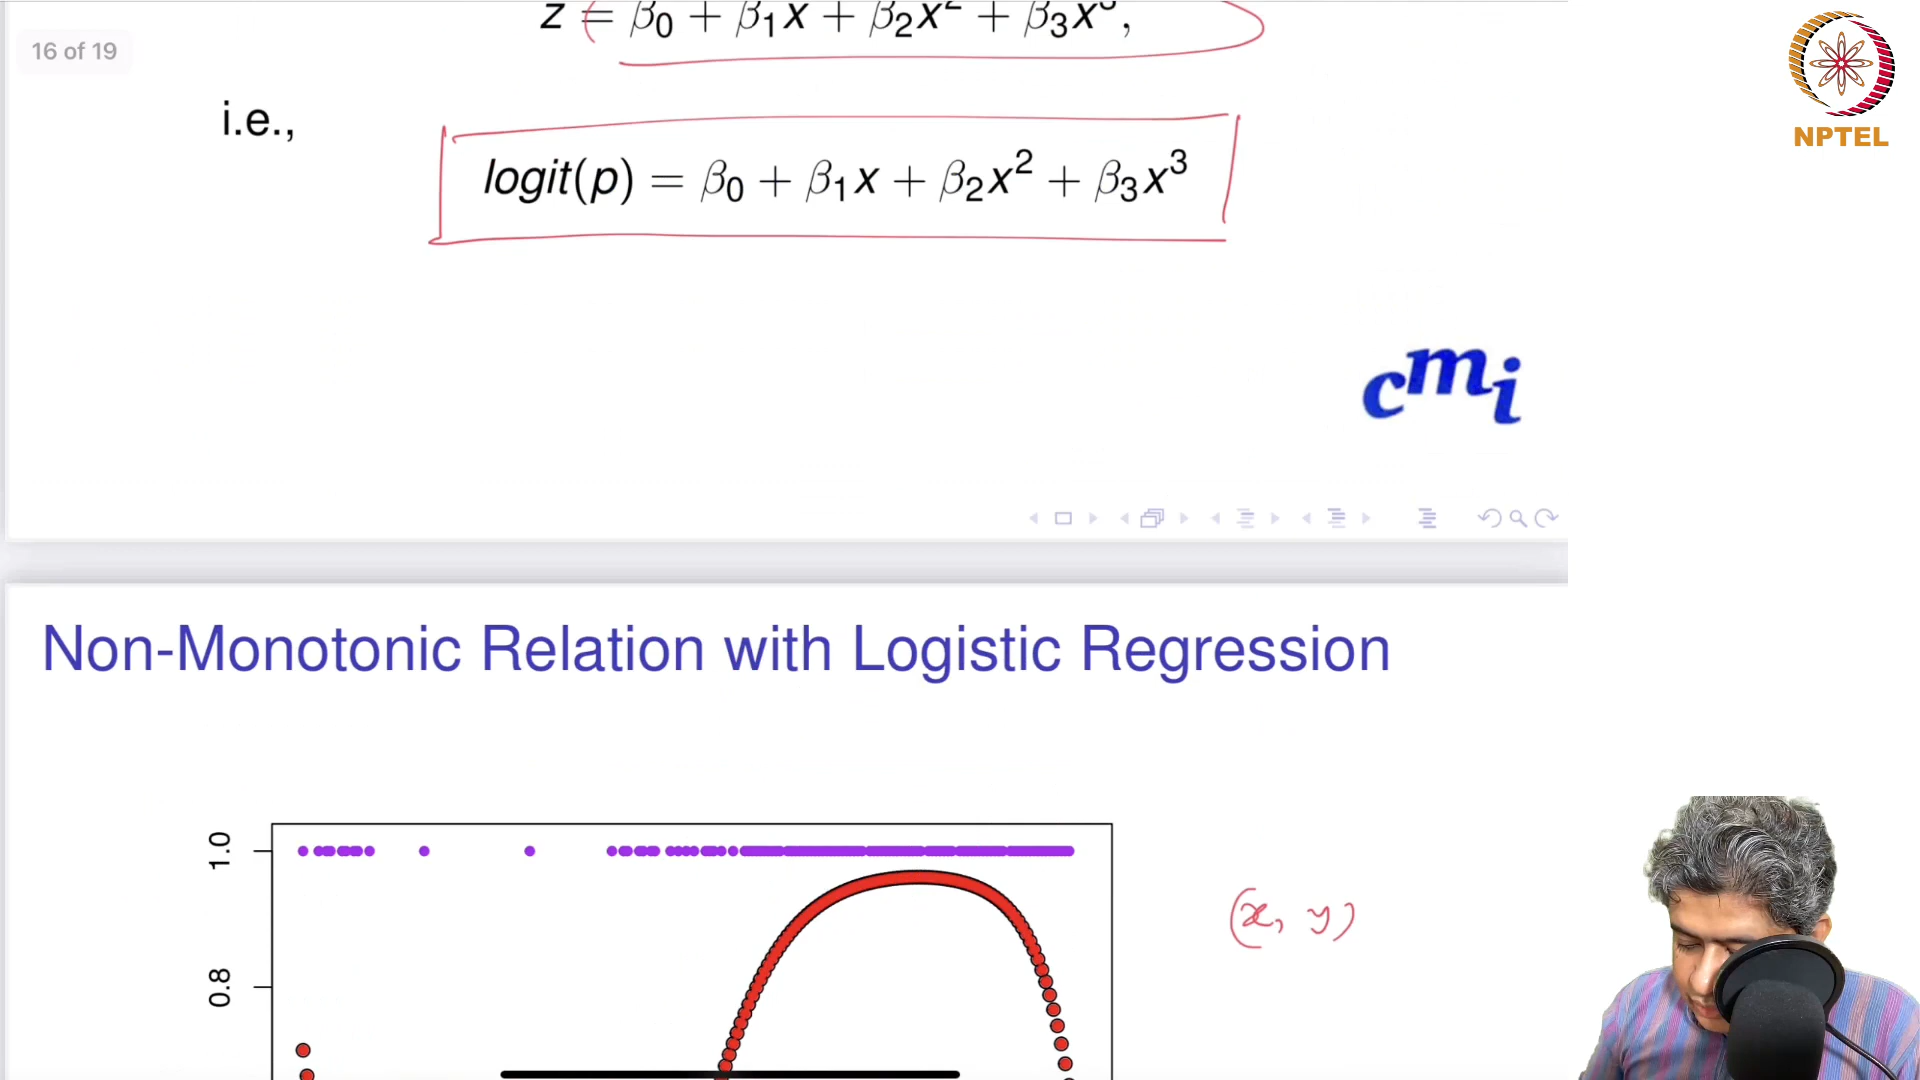 z = β₀ + β₁x + β₂x² + β₃x³,
16 of 19
NPTEL
i.e.,
logit(p) = β₀ + β₁x + β₂x² + β₃x³
cmi
Non-Monotonic Relation with Logistic Regression
1.0
(x, y)
0.8